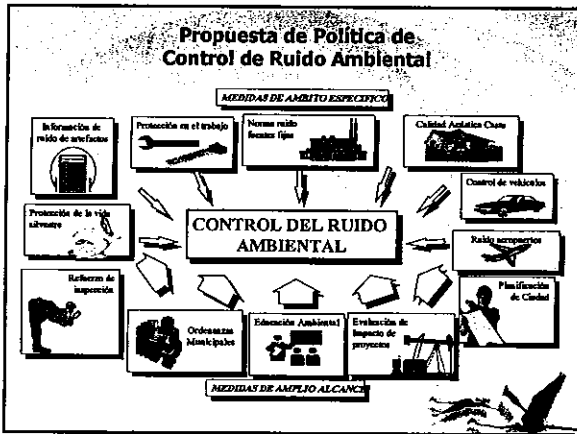 Propuesta de Política de
Control de Ruido Ambiental
MEDIDAS DE AMBITO ESPECIFICO
Información de
ruido de artefactos
Protección en el trabajo
Norma ruido
fuentes fijas
Calidad Acústica Casas
Control de vehículos
Protección de la vida
silvestre
CONTROL DEL RUIDO
AMBIENTAL
Ruido aeropuertos
Refuerzo de
inspección
Planificación
de Ciudad
Ordenanzas
Municipales
Educación Ambiental
Evaluación de
Impacto de
proyectos
MEDIDAS DE AMPLIO ALCANCE